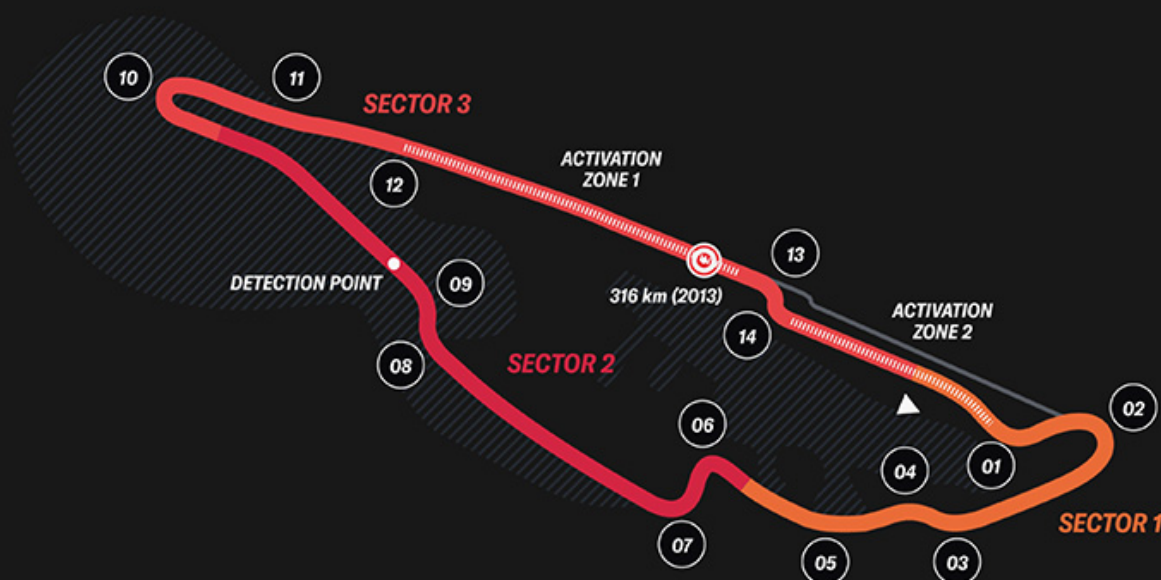 10
11
SECTOR 3
ACTIVATION
ZONE 1
12
13
DETECTION POINT
09
316 km (2013)
14
ACTIVATION
ZONE 2
08
SECTOR 2
06
02
04
01
07
05
03
SECTOR 1